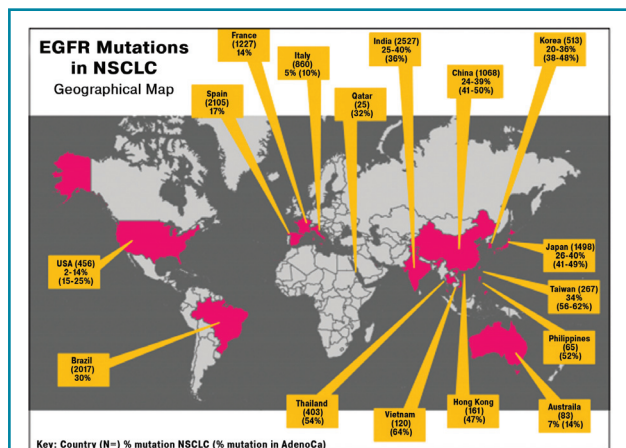 EGFR Mutations
in NSCLC
Geographical Map
France
(1227)
14%
Italy
(860)
5% (10%)
Spain
(2105)
17%
Qatar
(25)
(32%)
India (2527)
25-40%
(36%)
China (1068)
24-39%
(41-50%)
Korea (513)
20-36%
(38-48%)
USA (456)
2-14%
(15-25%)
Brazil
(2017)
30%
Japan (1498)
26-40%
(41-49%)
Taiwan (267)
34%
(56-62%)
Philippines
(65)
(52%)
Thailand
(403)
(54%)
Vietnam
(120)
(64%)
Hong Kong
(161)
(47%)
Austraila
(83)
7% (14%)
Key: Country (N=) % mutation NSCLC (% mutation in AdenoCa)